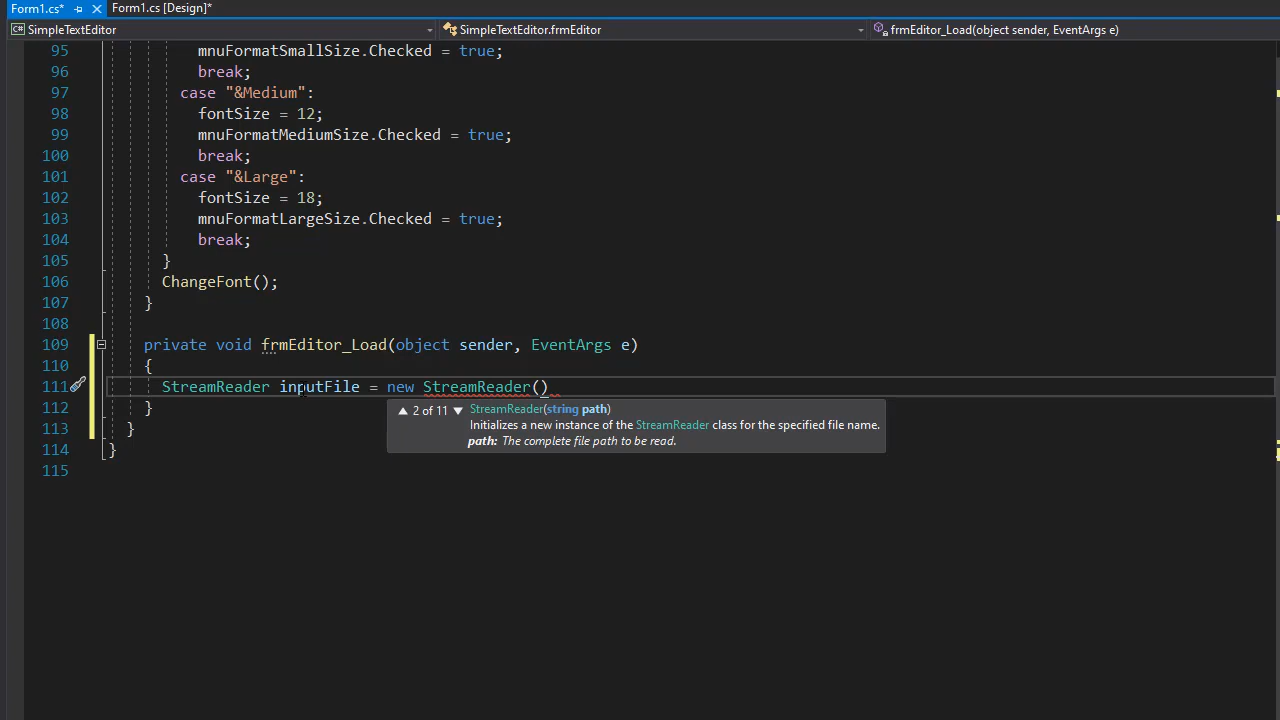 Form1.cs* Form1.cs [Design]*
SimpleTextEditor SimpleTextEditor.frmEditor frmEditor_Load(object sender, EventArgs e)
95 mnuFormatSmallSize.Checked = true;
96 break;
97 case "&Medium":
98 fontSize = 12;
99 mnuFormatMediumSize.Checked = true;
100 break;
101 case "&Large":
102 fontSize = 18;
103 mnuFormatLargeSize.Checked = true;
104 break;
105 }
106 ChangeFont();
107 }
108
109 private void frmEditor_Load(object sender, EventArgs e)
110 {
111 StreamReader inputFile = new StreamReader()
112 }
113 }
114 }
115
▲ 2 of 11 ▼ StreamReader(string path)
Initializes a new instance of the StreamReader class for the specified file name.
path: The complete file path to be read.